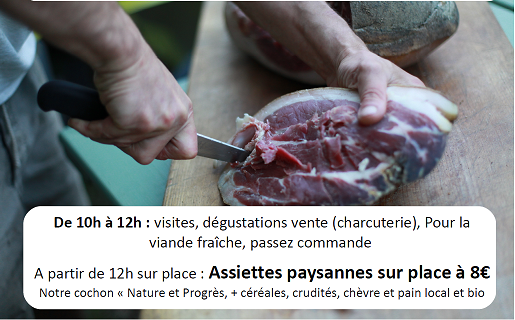 De 10h à 12h : visites, dégustations vente (charcuterie), Pour la
viande fraîche, passez commande
A partir de 12h sur place : Assiettes paysannes sur place à 8€
Notre cochon « Nature et Progrès, + céréales, crudités, chèvre et pain local et bio